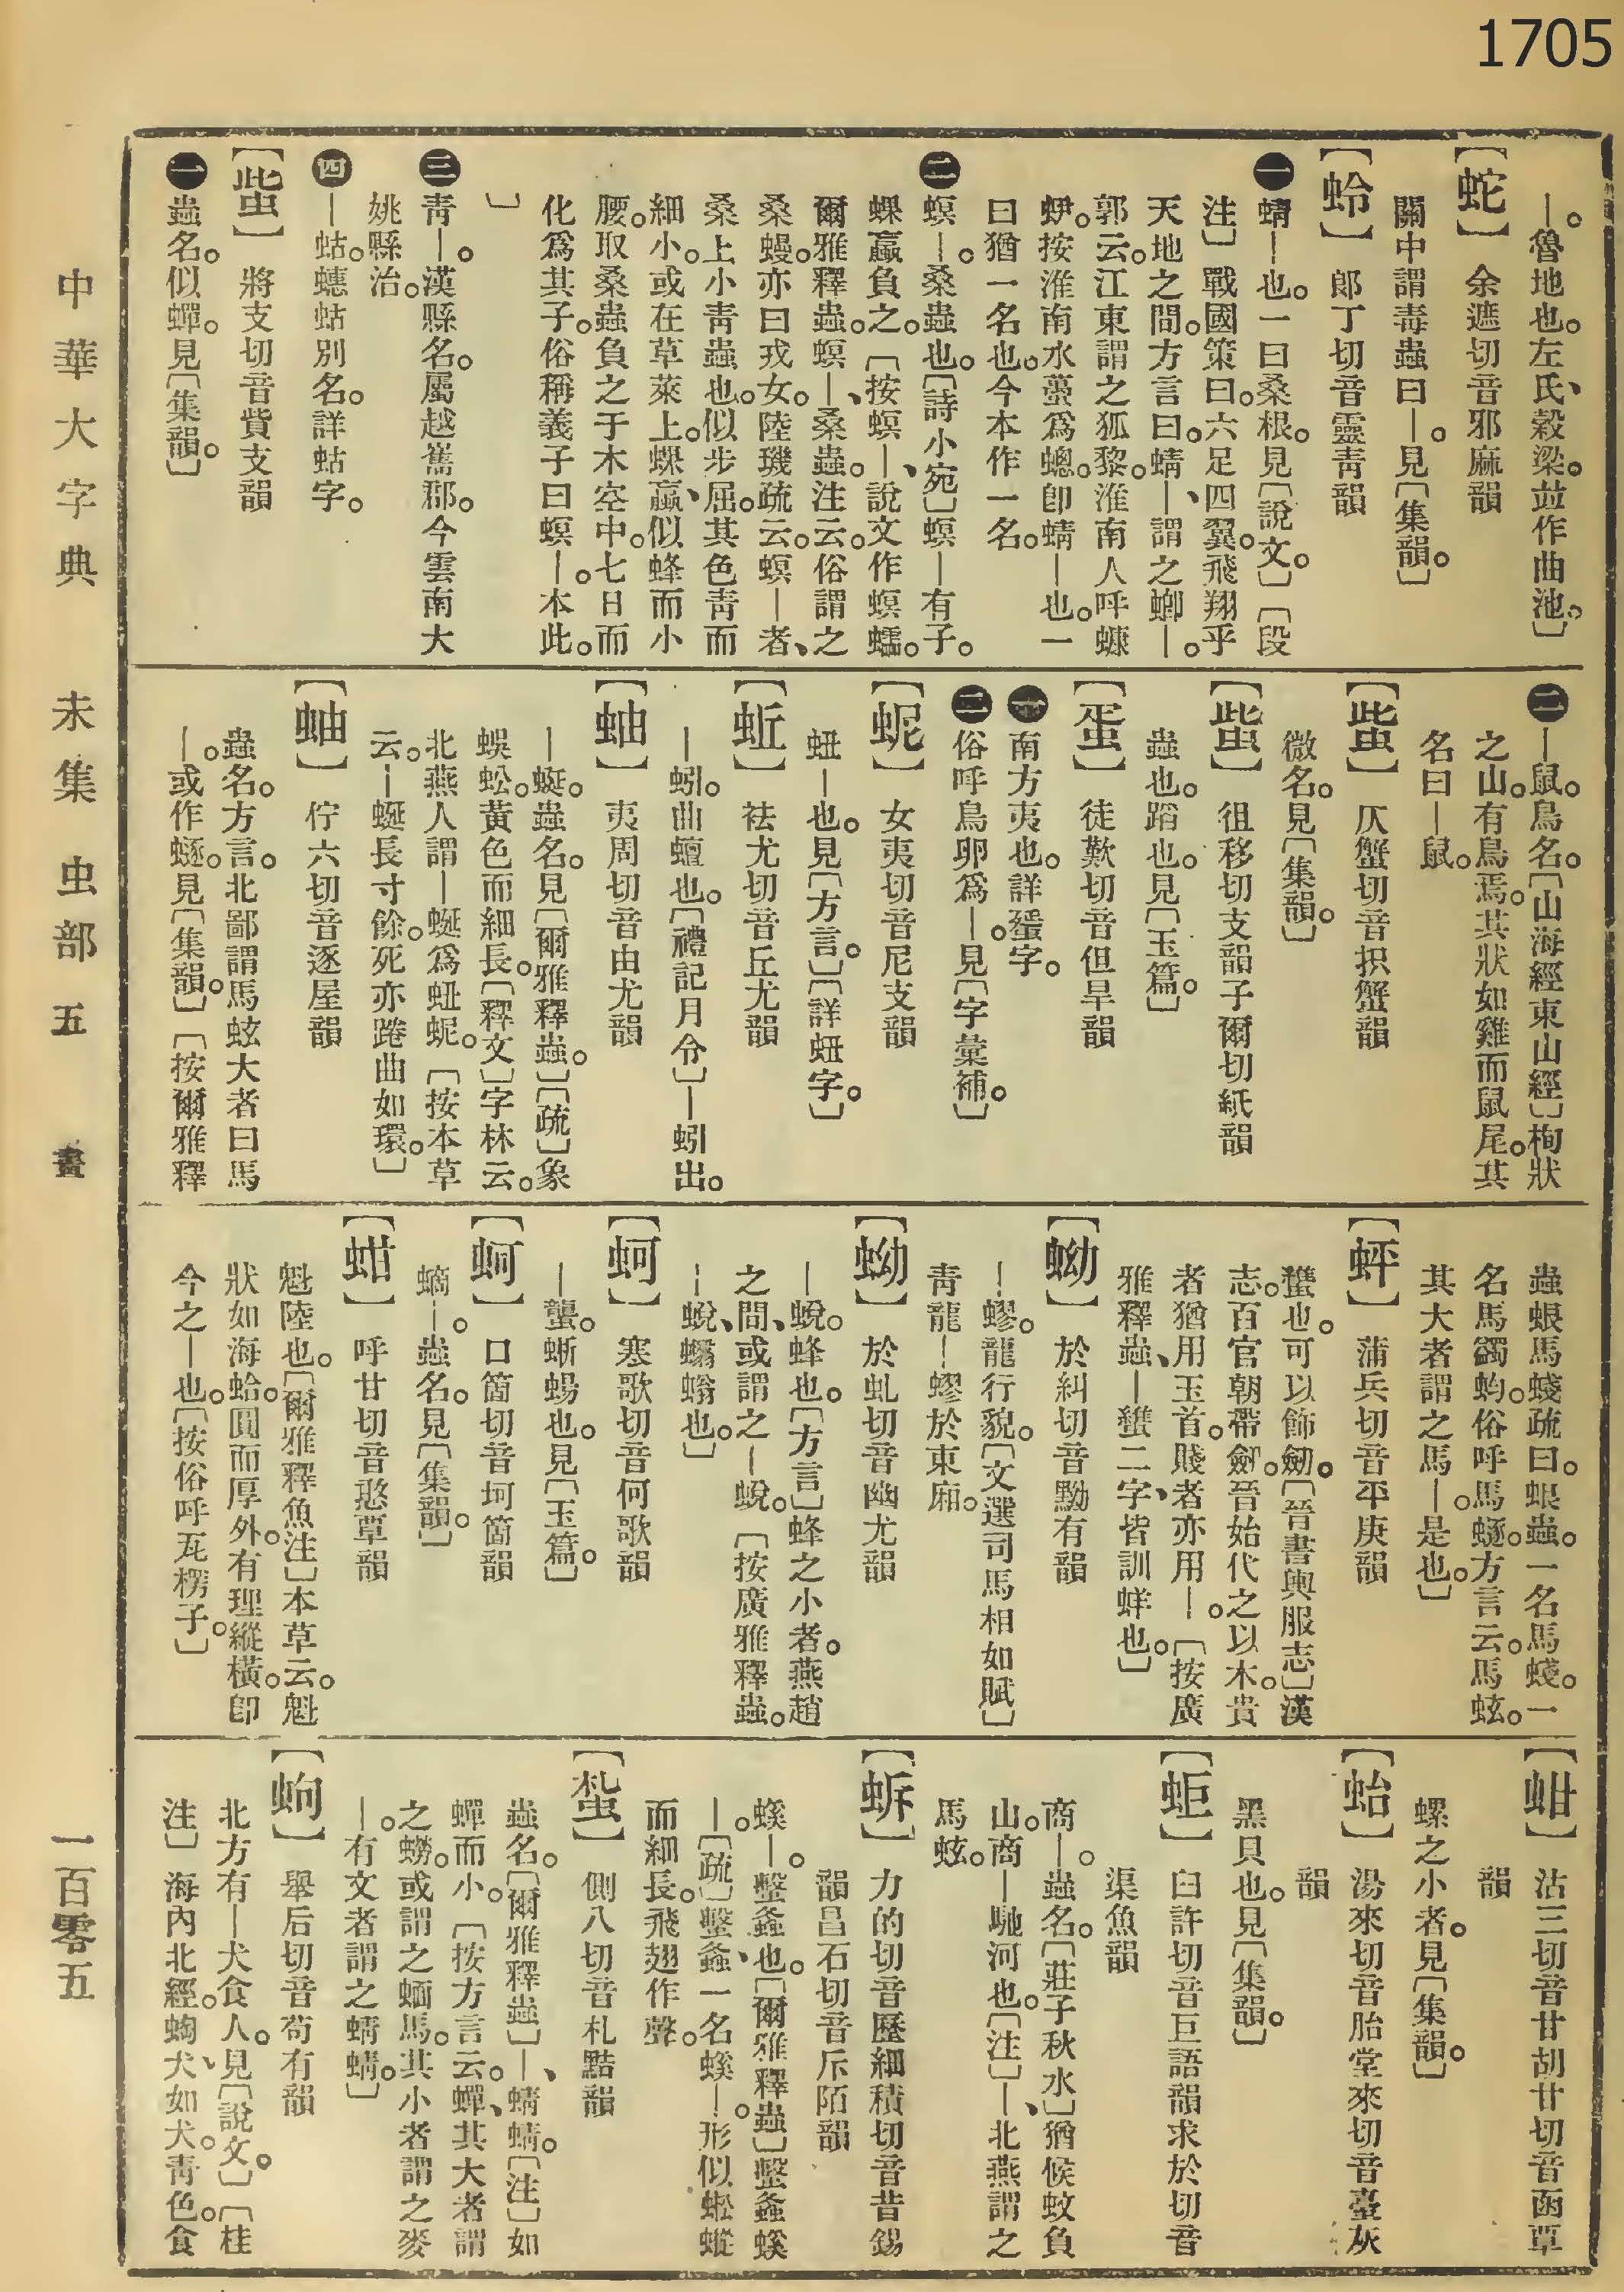 1705
—。魯地也。左氏、穀梁。竝作曲池。〕
【蛇】 余遮切音邪麻韻
關中謂毒蟲曰—。見〔集韻。〕
【蛉】 郞丁切音靈靑韻
一 蜻—也。一曰桑根。見〔說文。〕〔段
注〕戰國策曰。六足四翼。飛翔乎
天地之間。方言曰。蜻、—謂之蝍—。
郭云。江東謂之狐黎。淮南人呼蠊
蛜。按淮南水蠆爲蟌。卽蜻—也。一
曰猶一名也。今本作一名。
二 螟—。桑蟲也。〔詩小宛〕螟—有子。
蜾蠃負之。〔按螟—、說文作螟蠕。
爾雅釋蟲。螟—、桑蟲。注云。俗謂之
桑蟃。亦曰戎女。陸璣疏云。螟—者、
桑上小靑蟲也。似步屈。其色靑而
細小。或在草萊上。蜾蠃、似蜂而小
腰。取桑蟲負之于木空中。七日而
化爲其子。俗稱義子曰螟—。本此。
〕
三 靑—。漢縣名。屬越嶲郡。今雲南大
姚縣治。
四 —蛄。蟪蛄別名。詳蛄字。
【蟲】 將支切音貲支韻
一 蟲名。似蟬。見〔集韻。〕
二 —鼠。鳥名。〔山海經東山經〕栒狀
之山。有鳥焉。其狀如雞而鼠尾。其
名曰—鼠。
仄蟹切音抧蟹韻
微名。見〔集韻。〕
徂移切支韻子爾切紙韻
蟲也。蹈也。見〔玉篇。〕
【蛋】 徒歎切音但旱韻
一 南方夷也。詳蜑字。
二 俗呼鳥卵爲—。見〔字彙補。〕
【蚭】 女夷切音尼支韻
蚰—也。見〔方言。〕〔詳蚰字。〕
【蚯】 袪尤切音丘尤韻
—蚓。曲蟺也。〔禮記月令〕—蚓出。
【蚰】 夷周切音由尤韻
—蜒。蟲名。見〔爾雅釋蟲。〕〔疏〕象
蜈蚣。黃色而細長。〔釋文〕字林云。
北燕人謂—蜒爲蚰蚭。〔按本草
云。—蜒長寸餘。死亦踡曲如環。〕
【蚰】 佇六切音逐屋韻
蟲名。方言。北鄙謂馬蚿大者曰馬
—。或作蝫。見〔集韻。〕〔按爾雅釋
蟲蛝馬䗃疏曰。蛝蟲。一名馬䗃。一
名馬蠲蚐。俗呼馬蝫。方言云。馬蚿。
其大者謂之馬—。是也。〕
【蚲】 蒲兵切音平庚韻
蠯也。可以飾劒。〔晉書輿服志〕漢
志。百官朝帶劒。晉始代之以木。貴
者猶用玉首。賤者亦用—。〔按廣
雅釋蟲、—蠻二字、皆訓蛘也。〕
【蚴】 於糾切音黝有韻
—蟉。龍行貌。〔文選司馬相如賦〕
靑龍—蟉於東廂。
【蚴】 於虬切音幽尤韻
—蛻。蜂也。〔方言〕蜂之小者。燕趙
之間、或謂之—蛻。〔按廣雅釋蟲。
—蛻、蠮螉也。〕
【蚵】 寒歌切音何歌韻
—蠪。蜥蜴也。見〔玉篇。〕
【蚵】 口箇切音坷箇韻
螪—。蟲名。見〔集韻。〕
【蚶】 呼甘切音憨覃韻
魁陸也。〔爾雅釋魚注〕本草云。魁
狀如海蛤。圓而厚外。有理縱橫。卽
今之—也。〔按俗呼瓦楞子。〕
【蚶】 沽三切音甘胡甘切音函覃
韻
螺之小者。見〔集韻。〕
【蛤】 湯來切音胎堂來切音臺灰
韻
黑貝也。見〔集韻。〕
【蚷】 臼許切音巨語韻求於切音
渠魚韻
商—。蟲名。〔莊子秋水〕猶候蚊負
山。商—馳河也。〔注〕—、北燕謂之
馬蚿。
力的切音歷細積切音昔錫
韻昌石切音斥陌韻
螇—。蟿螽也。〔爾雅釋蟲〕蟿螽螇
—。〔疏〕蟿螽、一名螇—。形似蜙蝑
而細長。飛翅作聲。
【蚻】 側八切音札黠韻
蟲名。〔爾雅釋蟲〕—、蜻蜻。〔注〕如
蟬而小。〔按方言云。蟬、其大者謂
之蟧。或謂之蝒馬。其小者謂之麥
—。有文者謂之蜻蜻。〕
【蚼】 舉后切音苟有韻
北方有—犬食人。見〔說文。〕〔桂
注〕海內北經。蜪犬、如犬。靑色。食
中華大字典 未集 虫部 五畫 一百零五